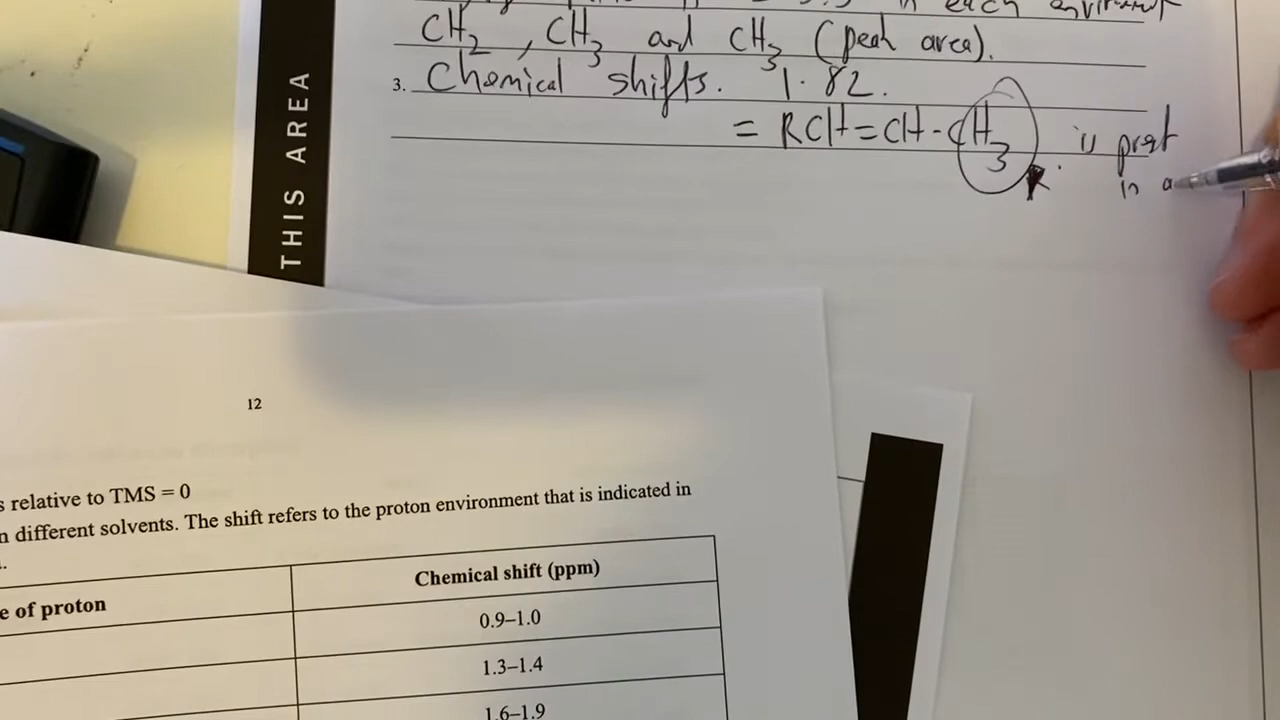 in each
CH₂, CH₃ and CH₃ (peak area).
3. Chemical shifts. 1.82.
= RCH=CH-CH₃ is
in a
THIS AREA
12
s relative to TMS = 0
n different solvents. The shift refers to the proton environment that is indicated in
e of proton
Chemical shift (ppm)
0.9–1.0
1.3–1.4
1.6–1.9